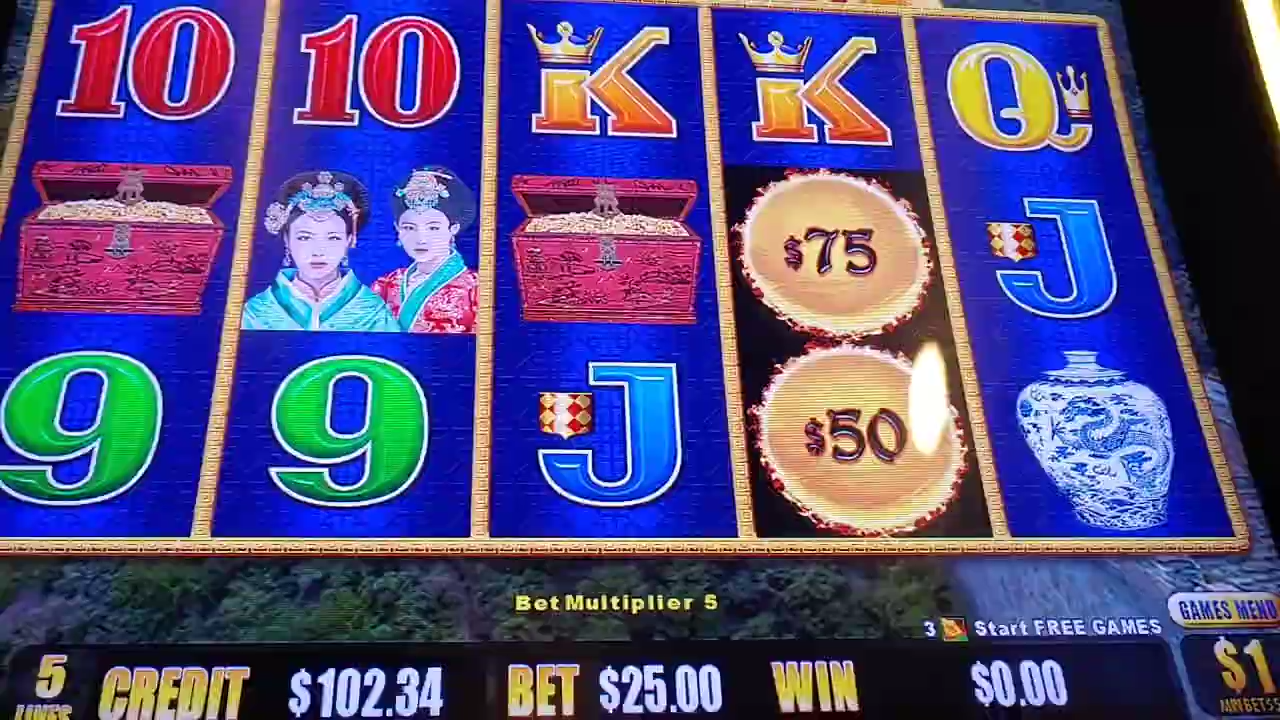 10 10 K K Q
$75 J
9 9 J $50
Bet Multiplier 5
3 Start FREE GAMES
GAMES MENU
5 CREDIT $102.34 BET $25.00 WIN $0.00 $1
LINES